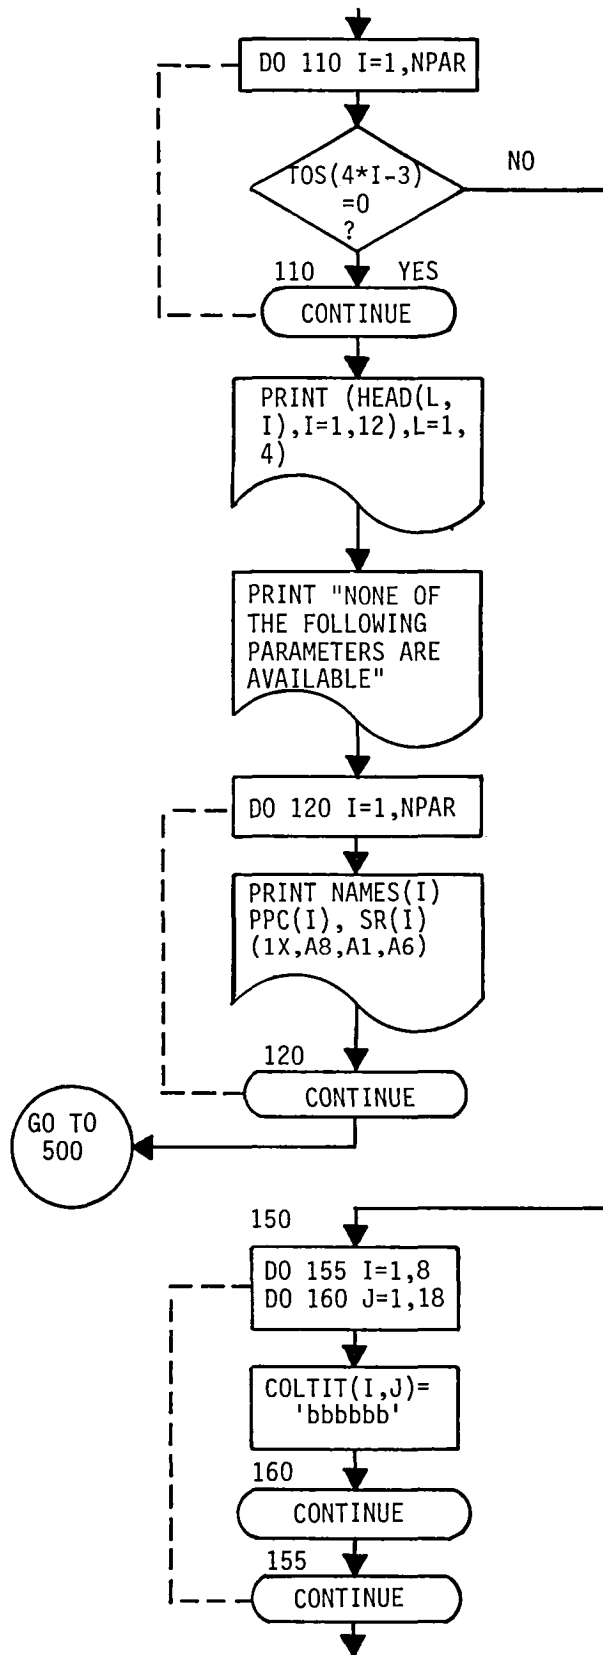 DO 110 I=1,NPAR
TOS(4*I-3)
=0
?
NO
110
YES
CONTINUE
PRINT (HEAD(L,
I),I=1,12),L=1,
4)
PRINT "NONE OF
THE FOLLOWING
PARAMETERS ARE
AVAILABLE"
DO 120 I=1,NPAR
PRINT NAMES(I)
PPC(I), SR(I)
(1X,A8,A1,A6)
120
CONTINUE
GO TO
500
150
DO 155 I=1,8
DO 160 J=1,18
COLTIT(I,J)=
'bbbbbb'
160
CONTINUE
155
CONTINUE